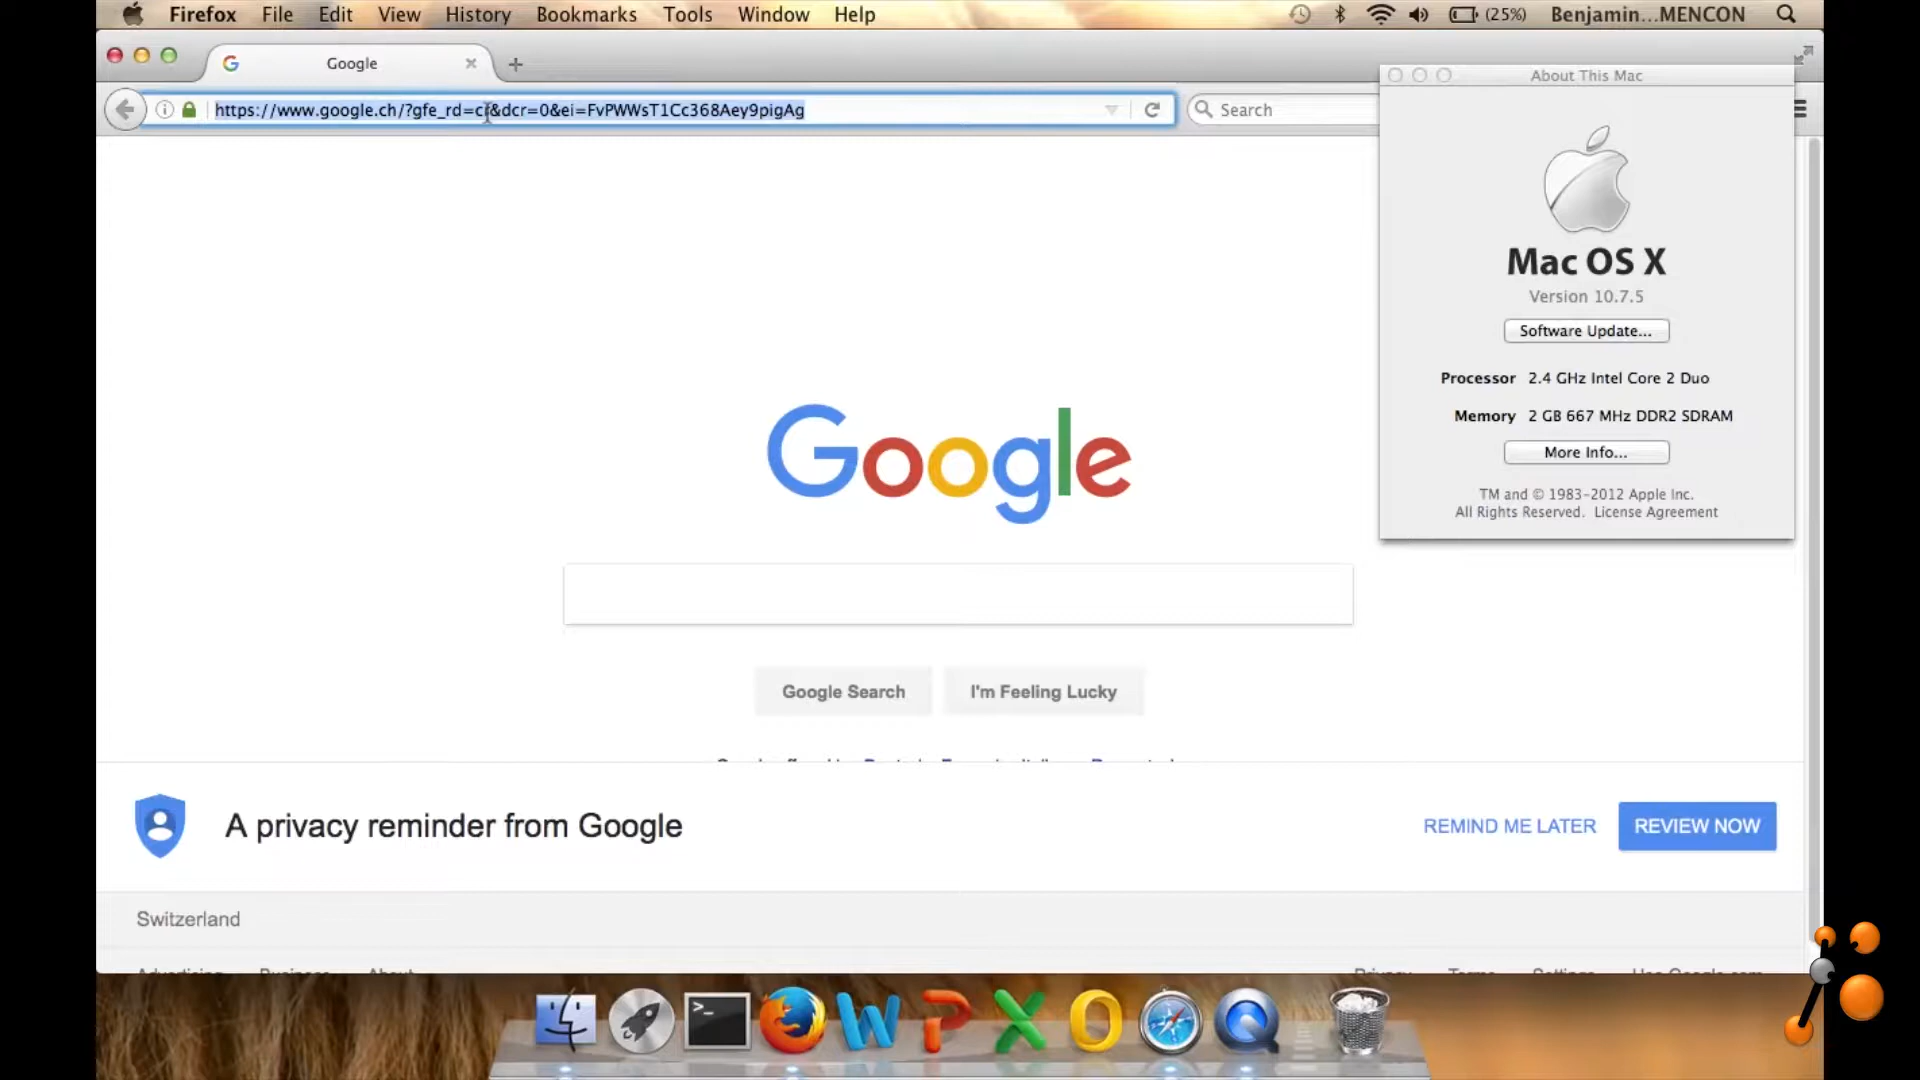 Firefox File Edit View History Bookmarks Tools Window Help (25%) Benjamin...MENCON
Google
https://www.google.ch/?gfe_rd=cr&dcr=0&ei=FvPWWsT1Cc368Aey9pigAg
Search
About This Mac
Mac OS X
Version 10.7.5
Software Update...
Processor 2.4 GHz Intel Core 2 Duo
Memory 2 GB 667 MHz DDR2 SDRAM
More Info...
TM and © 1983-2012 Apple Inc.
All Rights Reserved. License Agreement
Google
Google Search I'm Feeling Lucky
A privacy reminder from Google REMIND ME LATER REVIEW NOW
Switzerland